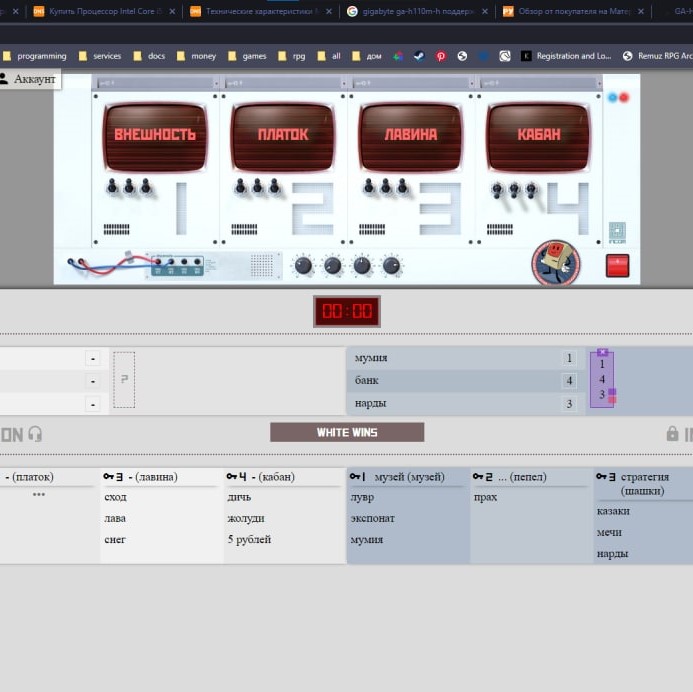 Купить Процессор Intel Core i
Технические характеристики М
gigabyte ga-h110m-h поддерж
Обзор от покупателя на Мате
GA-H
programming
services
docs
money
games
rpg
all
дом
Registration and Lo...
Remuz RPG Arc
Аккаунт
ВНЕШНОСТЬ
ПЛАТОК
ЛАВИНА
КАБАН
1
2
3
4
00:00
-
?
-
-
мумия 1
банк 4
нарды 3
1
4
3
ON
WHITE WINS
- (платок)
•••
3 - (лавина)
сход
лава
снег
4 - (кабан)
дичь
жолуди
5 рублей
1 музей (музей)
лувр
экспонат
мумия
2 ... (пепел)
прах
3 стратегия
(шашки)
казаки
мечи
нарды